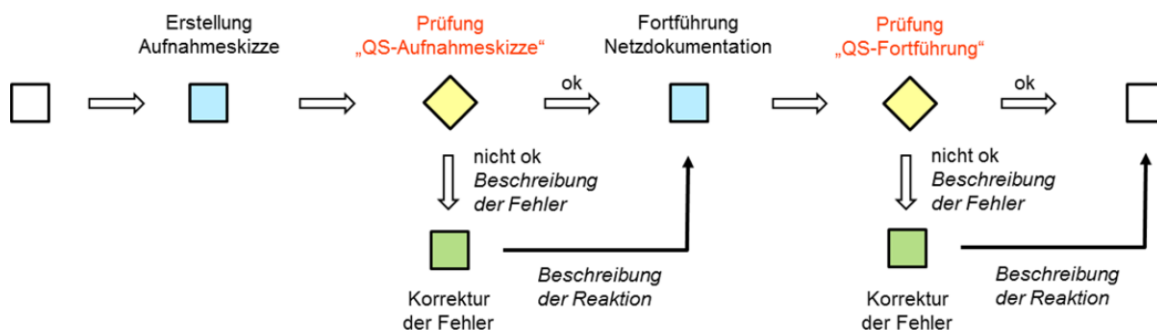 Erstellung
Aufnahmeskizze
Prüfung
„QS-Aufnahmeskizze“
Fortführung
Netzdokumentation
Prüfung
„QS-Fortführung“
ok
ok
nicht ok
Beschreibung
der Fehler
nicht ok
Beschreibung
der Fehler
Beschreibung
der Reaktion
Beschreibung
der Reaktion
Korrektur
der Fehler
Korrektur
der Fehler